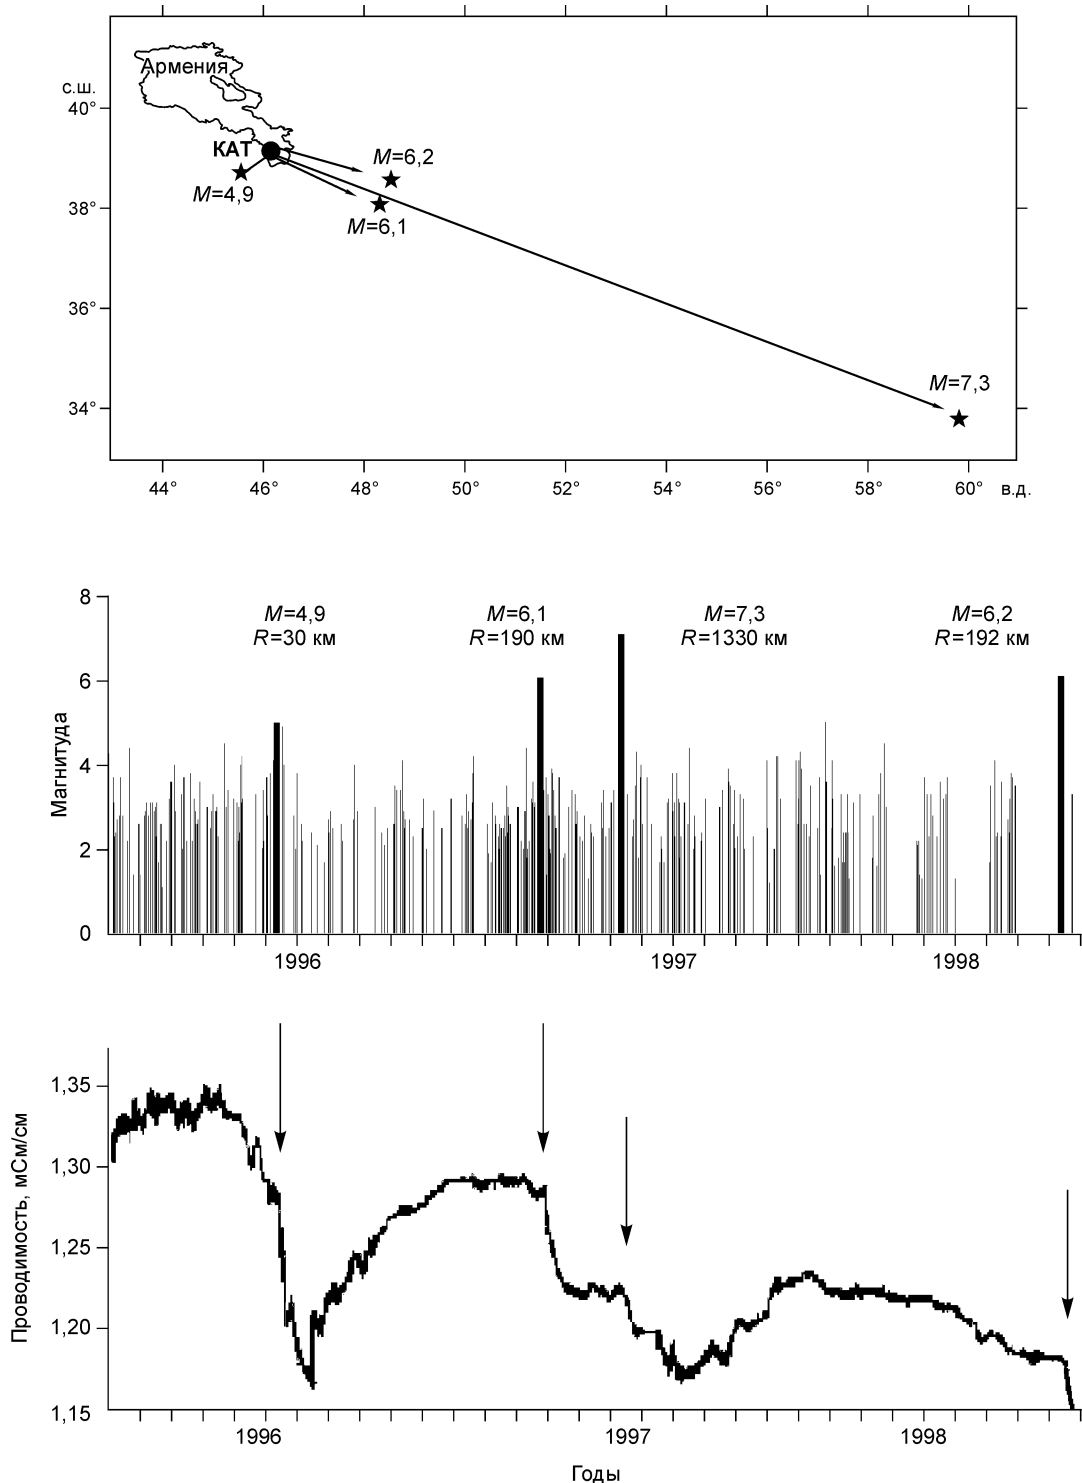 Армения
с.ш.
40°
КАТ
M=6,2
M=4,9
38°
M=6,1
36°
M=7,3
34°
44° 46° 48° 50° 52° 54° 56° 58° 60° в.д.
8
M=4,9 M=6,1 M=7,3 M=6,2
R=30 км R=190 км R=1330 км R=192 км
6
Магнитуда
4
2
0
1996 1997 1998
1,35
1,30
Проводимость, мСм/см
1,25
1,20
1,15
1996 1997 1998
Годы